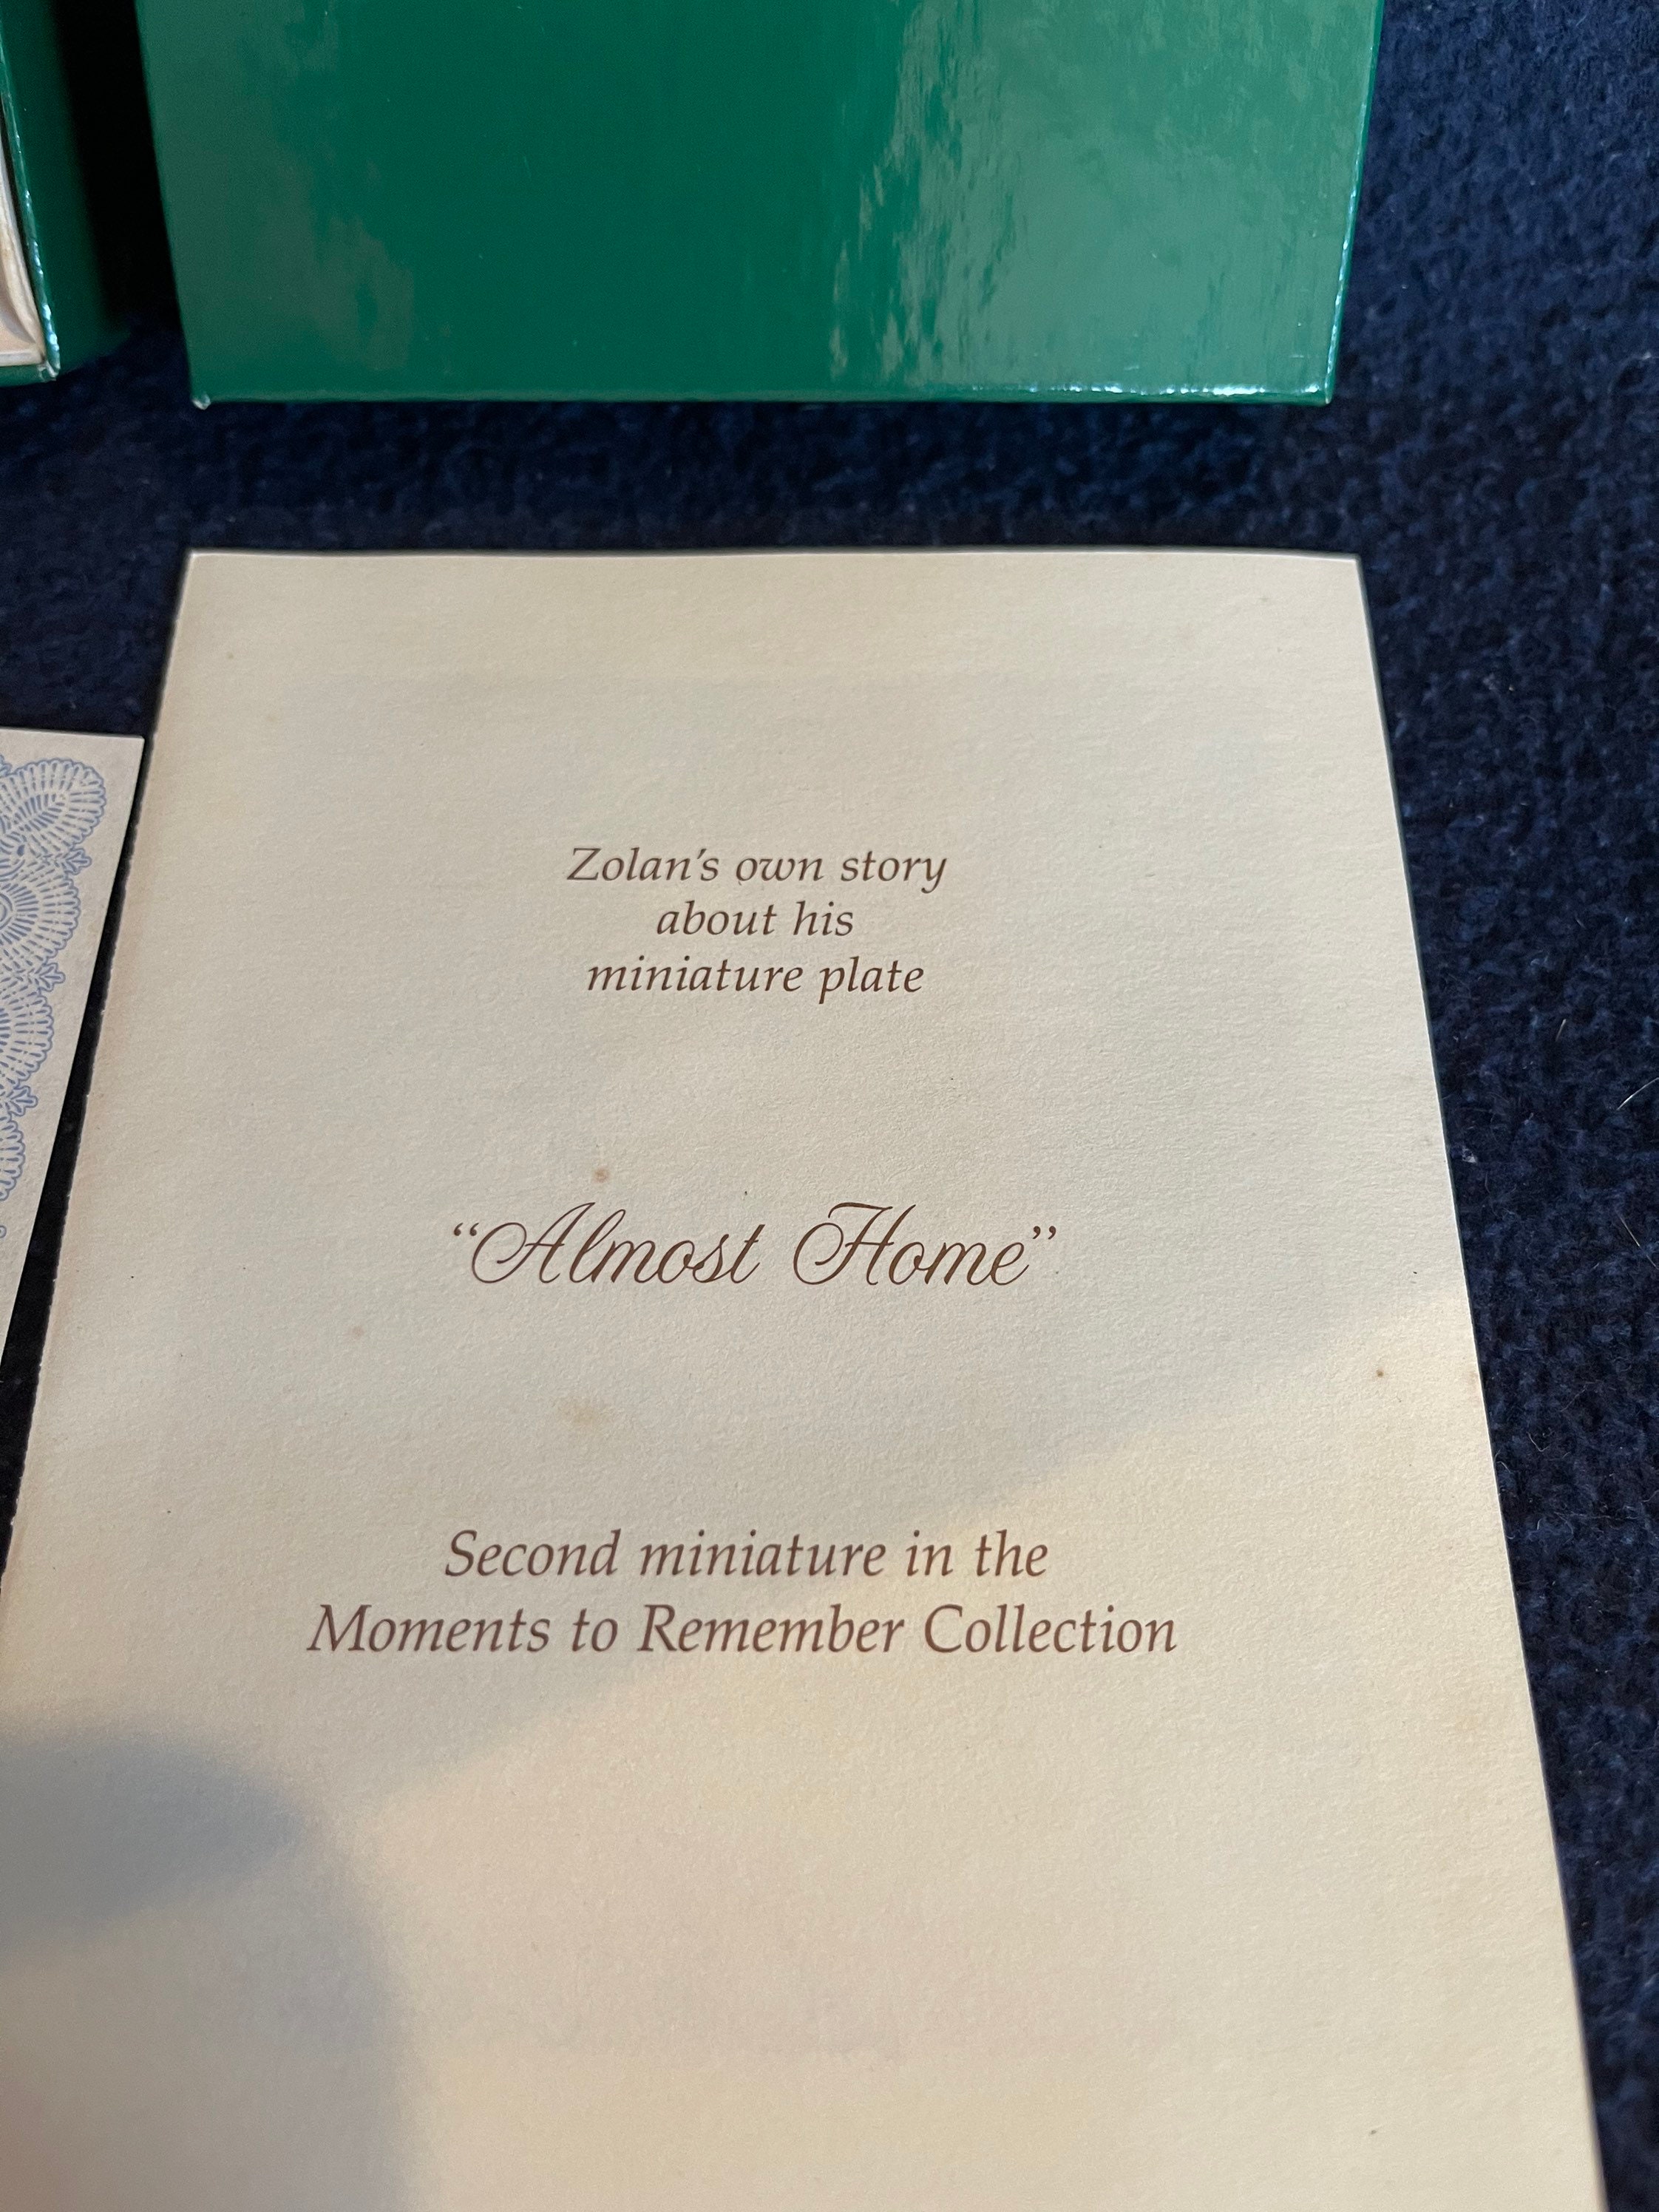 Zolan's own story
about his
miniature plate
“Almost Home”
Second miniature in the
Moments to Remember Collection